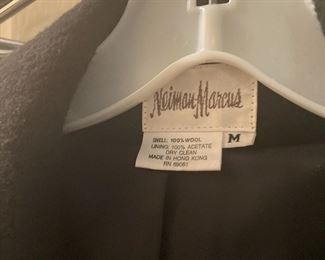 Neiman Marcus
M
SHELL: 100% WOOL
LINING: 100% ACETATE
DRY CLEAN
MADE IN HONG KONG
RN 69061